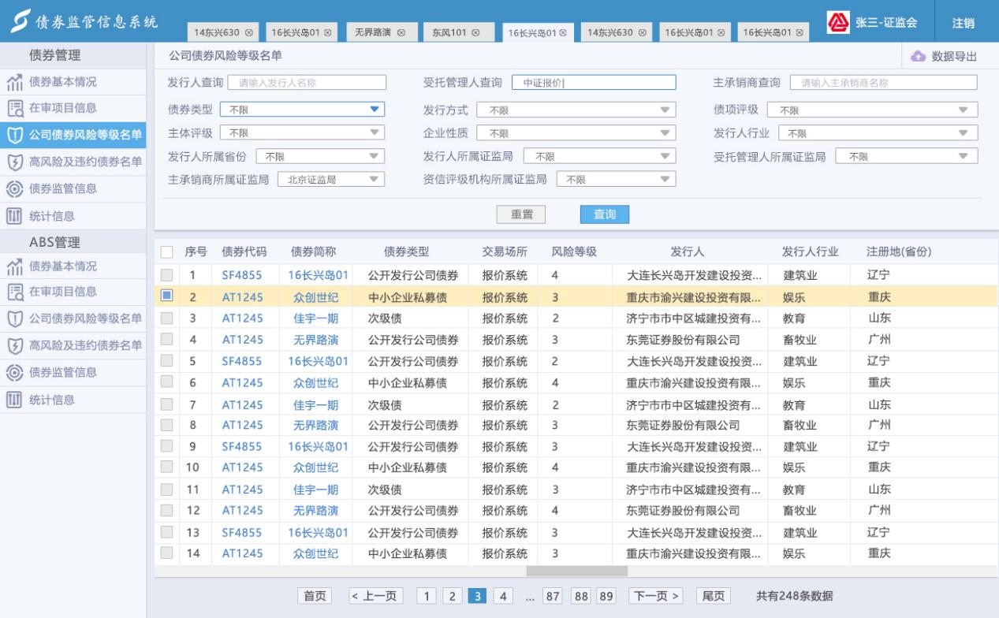 债券监管信息系统
14东兴630 16长兴岛01 无界路演 东风101 16长兴岛01 14东兴630 16长兴岛01 16长兴岛01
张三-证监会 注销
债券管理
债券基本情况
在审项目信息
公司债券风险等级名单
高风险及违约债券名单
债券监管信息
统计信息
ABS管理
债券基本情况
在审项目信息
公司债券风险等级名单
高风险及违约债券名单
债券监管信息
统计信息
公司债券风险等级名单 数据导出
发行人查询 请输入发行人名称 受托管理人查询 中证报价 主承销商查询 请输入主承销商名称
债券类型 不限 发行方式 不限 债项评级 不限
主体评级 不限 企业性质 不限 发行人行业 不限
发行人所属省份 不限 发行人所属证监局 不限 受托管理人所属证监局 不限
主承销商所属证监局 北京证监局 资信评级机构所属证监局 不限
重置 查询
序号 债券代码 债券简称 债券类型 交易场所 风险等级 发行人 发行人行业 注册地(省份)
1 SF4855 16长兴岛01 公开发行公司债券 报价系统 4 大连长兴岛开发建设投资... 建筑业 辽宁
2 AT1245 众创世纪 中小企业私募债 报价系统 3 重庆市渝兴建设投资有限... 娱乐 重庆
3 AT1245 佳宇一期 次级债 报价系统 2 济宁市市中区城建投资有... 教育 山东
4 AT1245 无界路演 公开发行公司债券 报价系统 3 东莞证券股份有限公司 畜牧业 广州
5 SF4855 16长兴岛01 公开发行公司债券 报价系统 2 大连长兴岛开发建设投资... 建筑业 辽宁
6 AT1245 众创世纪 中小企业私募债 报价系统 4 重庆市渝兴建设投资有限... 娱乐 重庆
7 AT1245 佳宇一期 次级债 报价系统 2 济宁市市中区城建投资有... 教育 山东
8 AT1245 无界路演 公开发行公司债券 报价系统 3 东莞证券股份有限公司 畜牧业 广州
9 SF4855 16长兴岛01 公开发行公司债券 报价系统 3 大连长兴岛开发建设投资... 建筑业 辽宁
10 AT1245 众创世纪 中小企业私募债 报价系统 4 重庆市渝兴建设投资有限... 娱乐 重庆
11 AT1245 佳宇一期 次级债 报价系统 3 济宁市市中区城建投资有... 教育 山东
12 AT1245 无界路演 公开发行公司债券 报价系统 4 东莞证券股份有限公司 畜牧业 广州
13 SF4855 16长兴岛01 公开发行公司债券 报价系统 3 大连长兴岛开发建设投资... 建筑业 辽宁
14 AT1245 众创世纪 中小企业私募债 报价系统 3 重庆市渝兴建设投资有限... 娱乐 重庆
首页 < 上一页 1 2 3 4 ... 87 88 89 下一页 > 尾页 共有248条数据